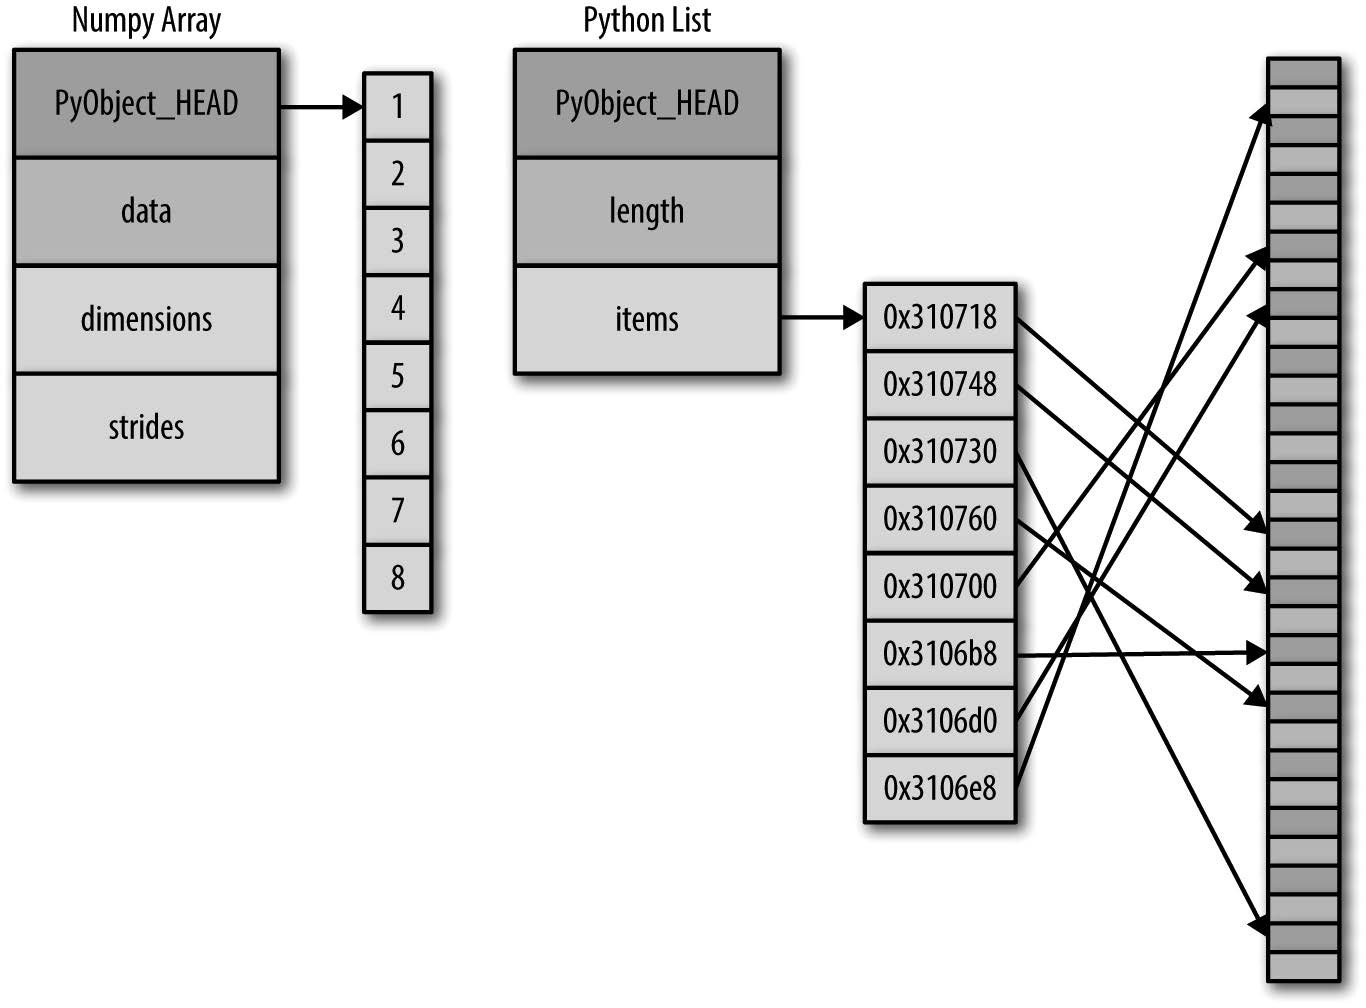 Numpy Array
PyObject_HEAD
data
dimensions
strides
1
2
3
4
5
6
7
8
Python List
PyObject_HEAD
length
items
0x310718
0x310748
0x310730
0x310760
0x310700
0x3106b8
0x3106d0
0x3106e8